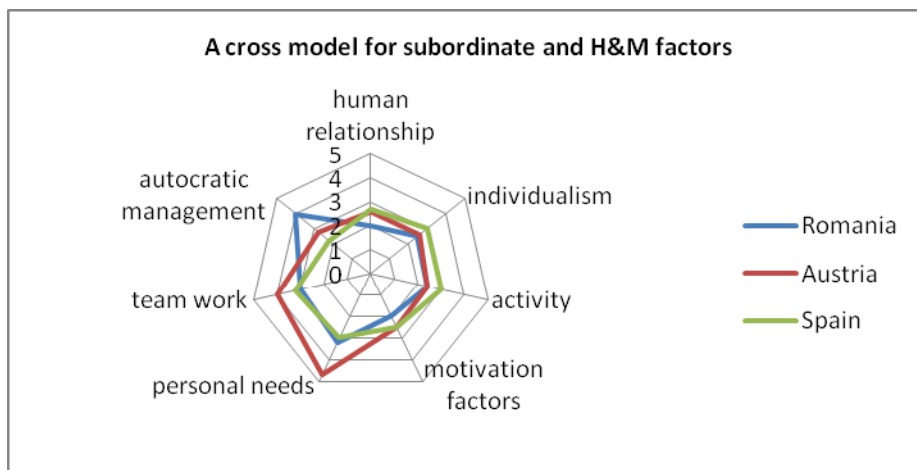 A cross model for subordinate and H&M factors
human
relationship
5
4
3
2
1
0
individualism
activity
motivation
factors
personal needs
team work
autocratic
management
Romania
Austria
Spain